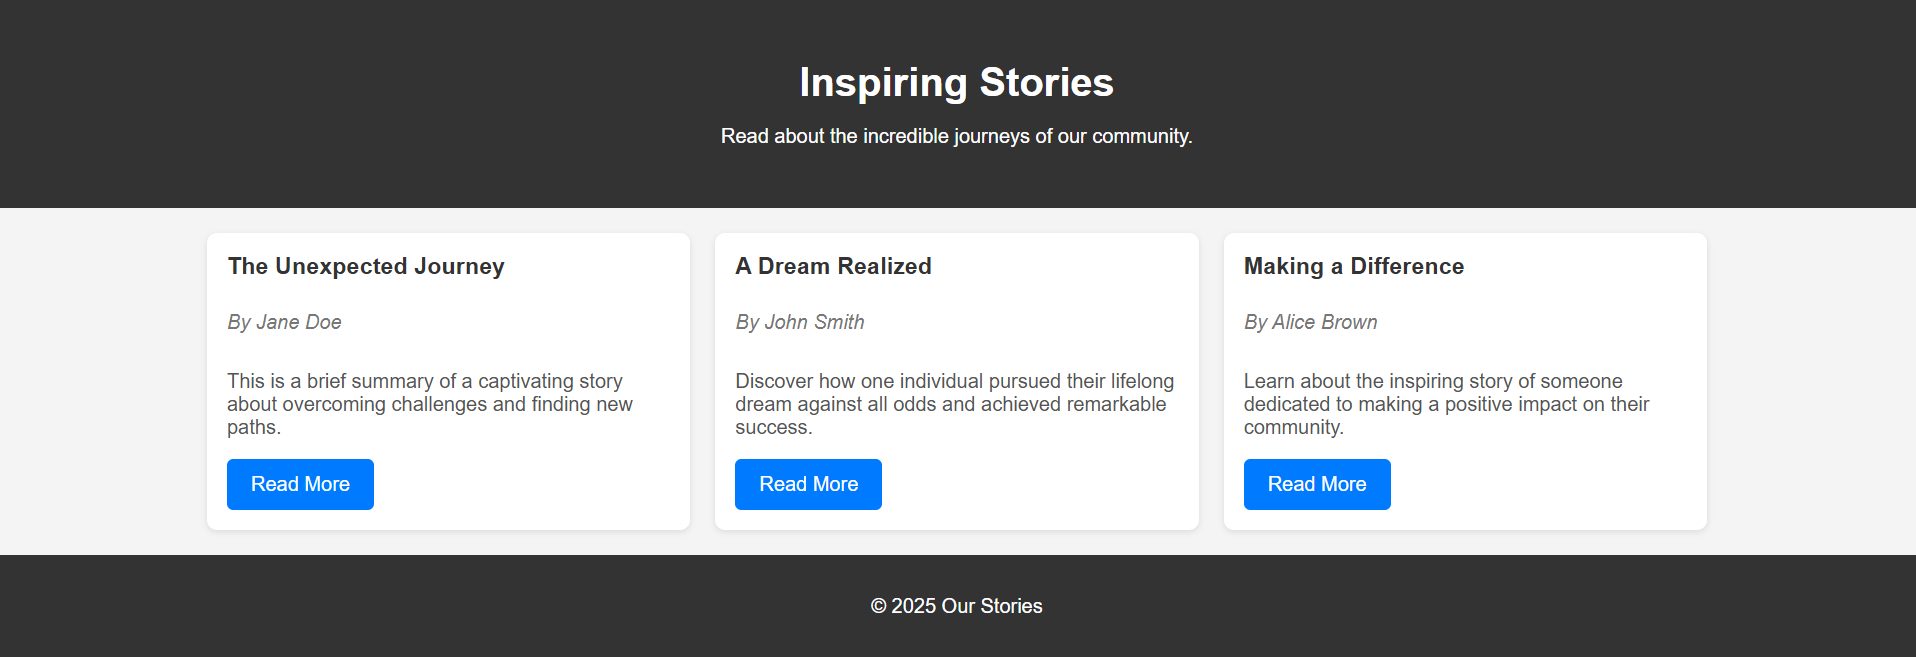 Inspiring Stories
Read about the incredible journeys of our community.
The Unexpected Journey
By Jane Doe
This is a brief summary of a captivating story
about overcoming challenges and finding new
paths.
Read More
A Dream Realized
By John Smith
Discover how one individual pursued their lifelong
dream against all odds and achieved remarkable
success.
Read More
Making a Difference
By Alice Brown
Learn about the inspiring story of someone
dedicated to making a positive impact on their
community.
Read More
© 2025 Our Stories